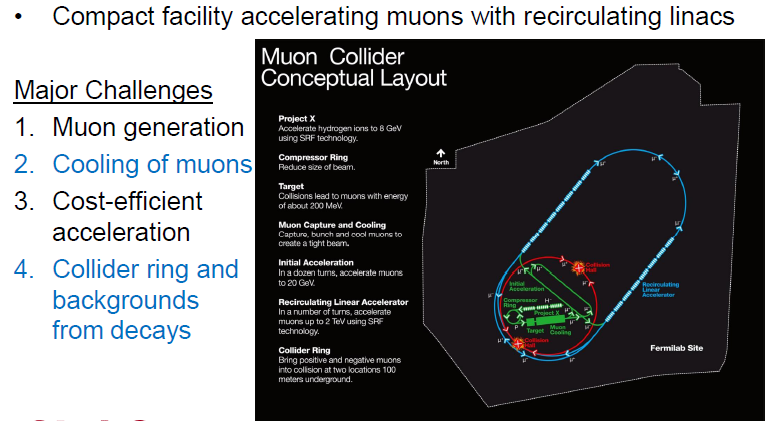 • Compact facility accelerating muons with recirculating linacs
Major Challenges
1. Muon generation
2. Cooling of muons
3. Cost-efficient
acceleration
4. Collider ring and
backgrounds
from decays
Muon Collider
Conceptual Layout
Project X
Accelerate hydrogen ions to 8 GeV
using SRF technology.
Compressor Ring
Reduce size of beam.
Target
Collisions lead to muons with energy
of about 200 MeV.
Muon Capture and Cooling
Capture, bunch and cool muons to
create a tight beam.
Initial Acceleration
In a dozen turns, accelerate muons
to 20 GeV.
Recirculating Linear Accelerator
In a number of turns, accelerate
muons up to 2 TeV using SRF
technology.
Collider Ring
Bring positive and negative muons
into collision at two locations 100
meters underground.
North
Collision
Hall
Initial
Acceleration
Recirculating
Linear
Accelerator
Compressor
Ring
H⁻
Project X
p
Target
Muon
Cooling
Collision
Hall
Fermilab Site